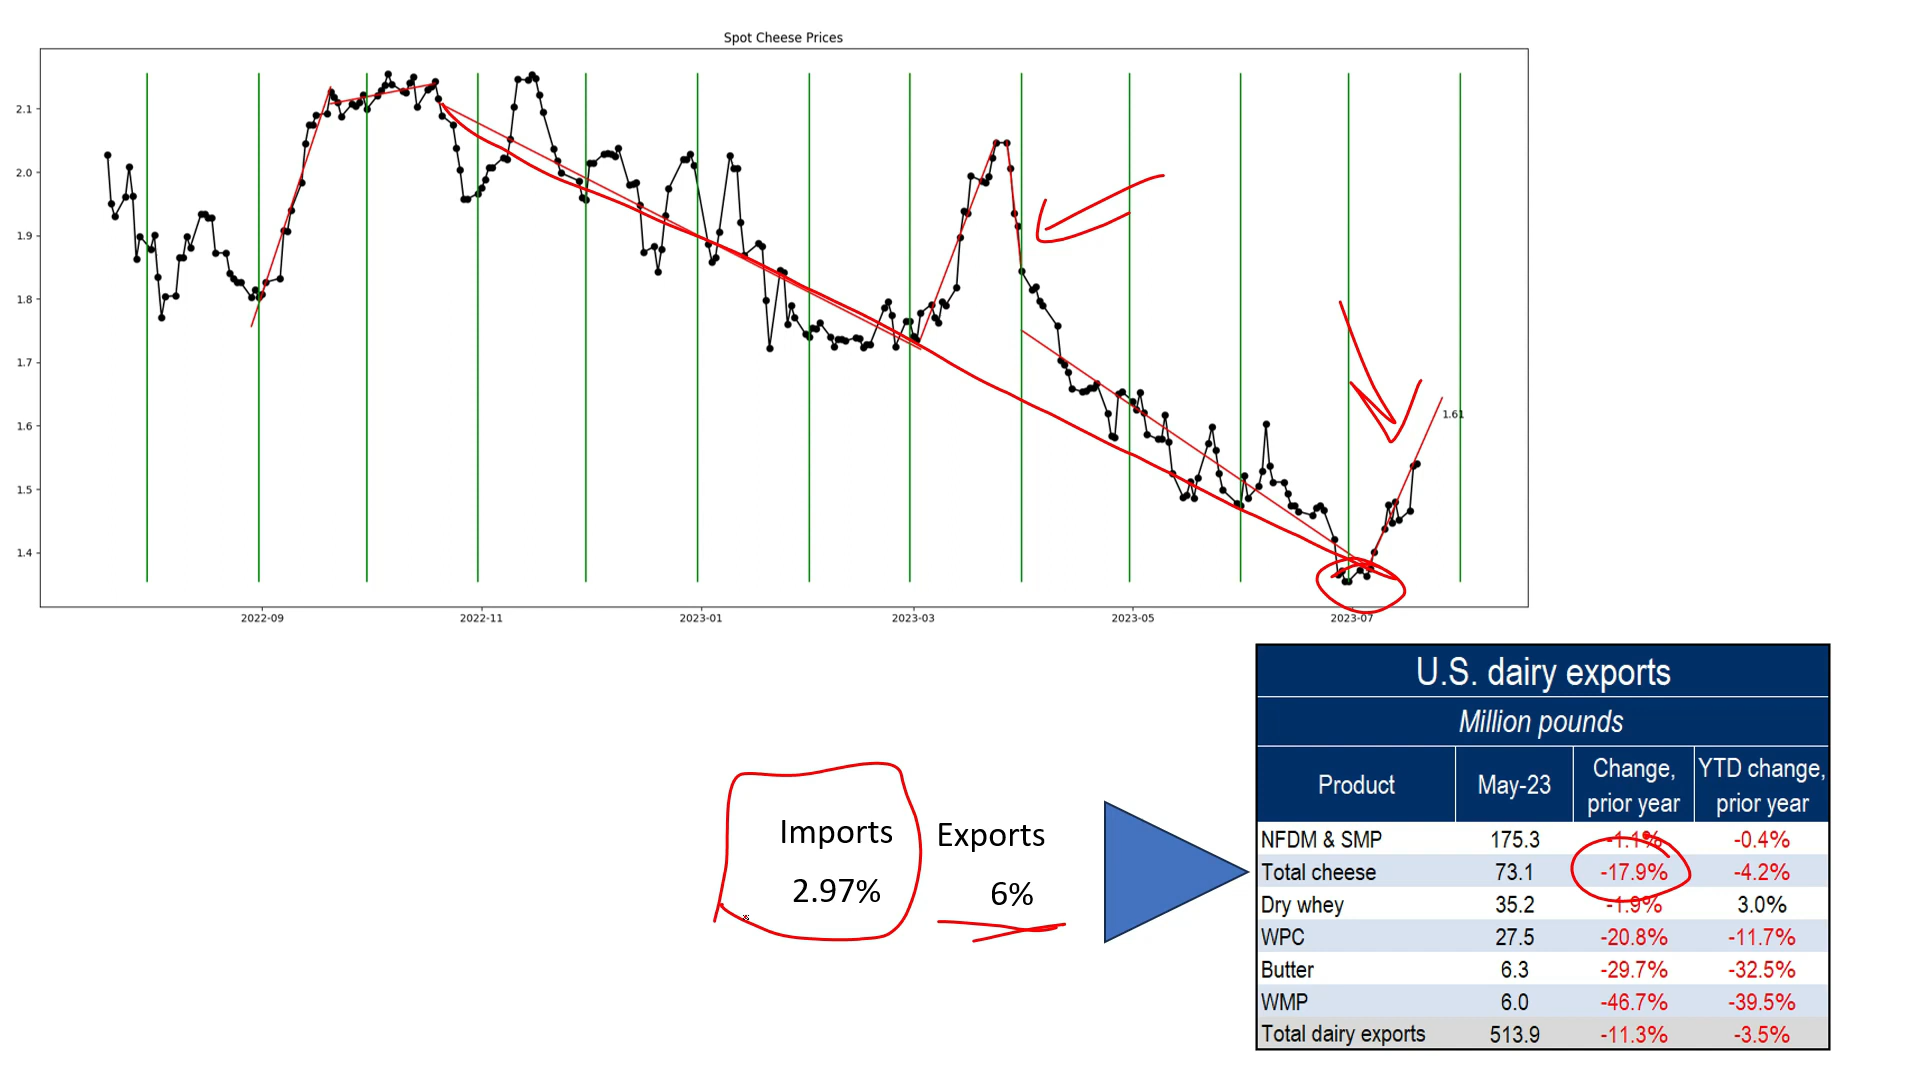 Spot Cheese Prices
2.1
2.0
1.9
1.8
1.7
1.6
1.5
1.4
1.61
2022-09 2022-11 2023-01 2023-03 2023-05 2023-07
Imports Exports
2.97% 6%
U.S. dairy exports
Million pounds
Product May-23 Change, prior year YTD change, prior year
NFDM & SMP 175.3 -1.1% -0.4%
Total cheese 73.1 -17.9% -4.2%
Dry whey 35.2 -1.9% 3.0%
WPC 27.5 -20.8% -11.7%
Butter 6.3 -29.7% -32.5%
WMP 6.0 -46.7% -39.5%
Total dairy exports 513.9 -11.3% -3.5%